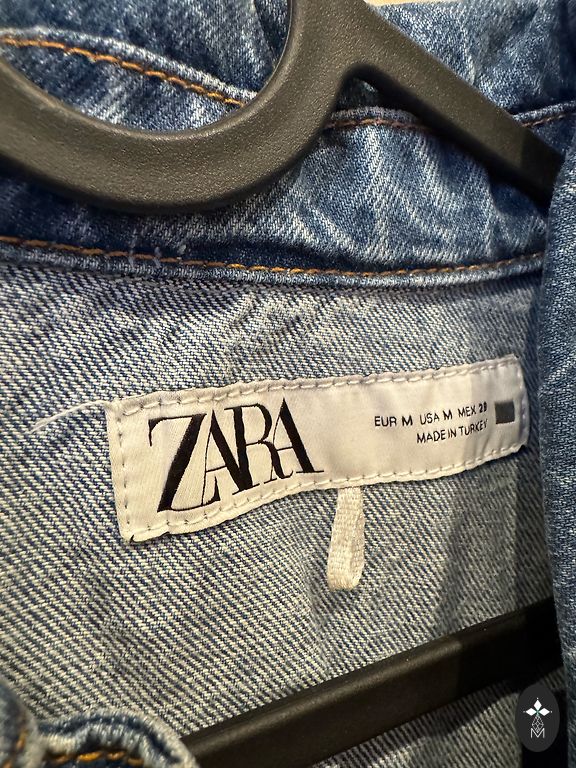 ZARA
EUR M USA M MEX 28
MADE IN TURKEY
M